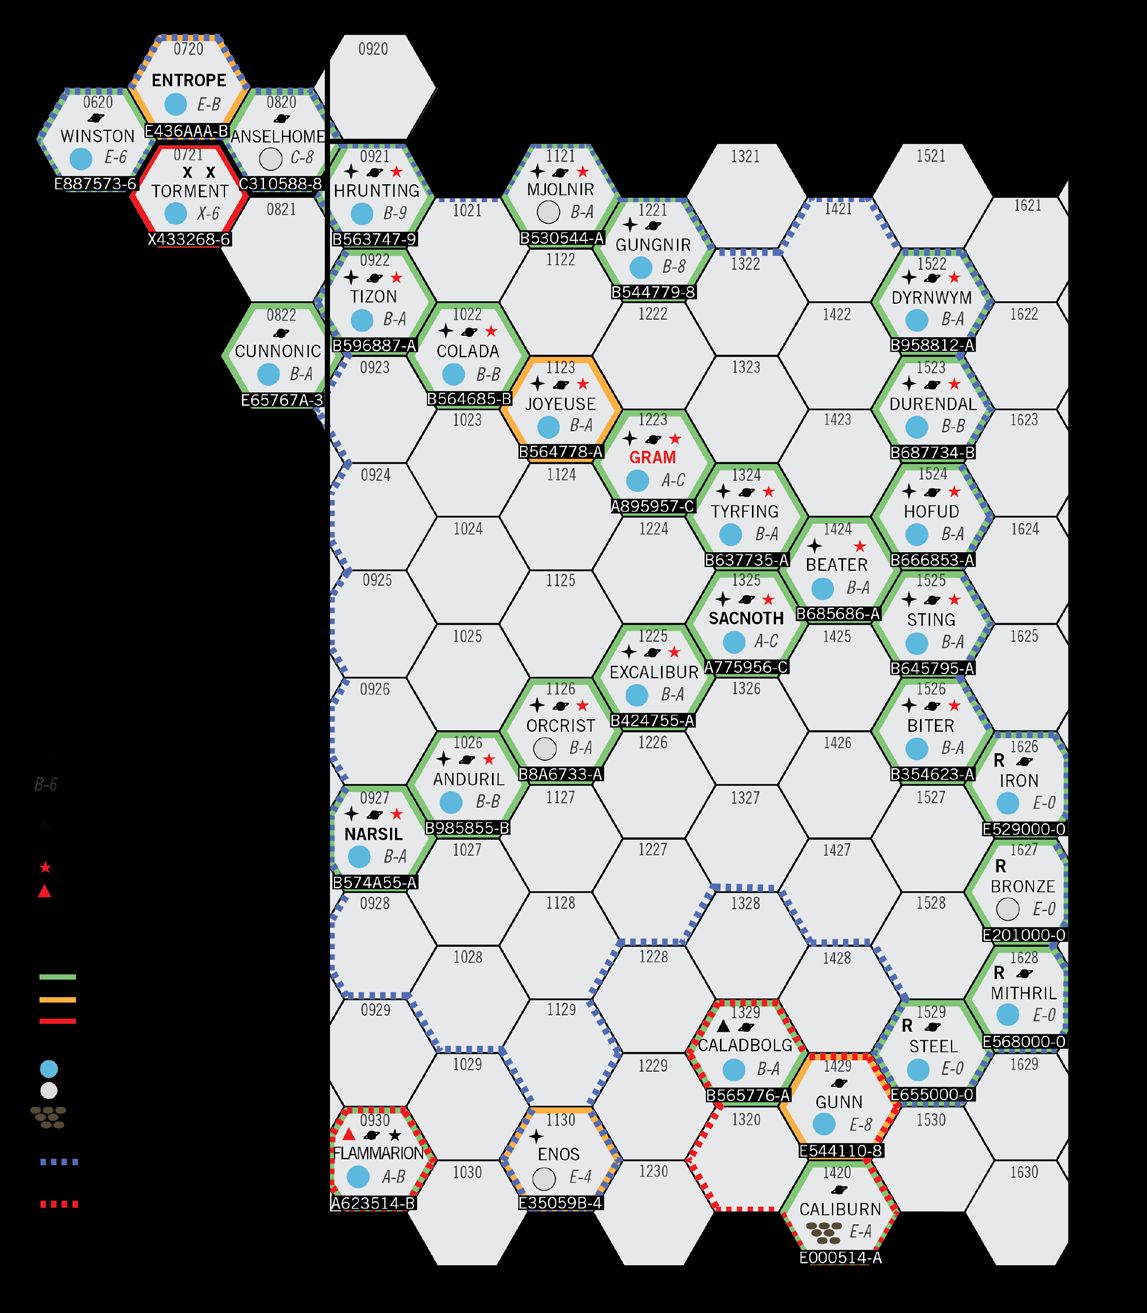 0720
ENTROPE
E-B
E436AAA-B
0620
WINSTON
E-6
E887573-6
0820
ANSELHOME
C-8
C310588-8
0721
X X
TORMENT
X-6
X433268-6
0821
0822
CUNNONIC
B-A
E65767A-3
0920
0921
HRUNTING
B-9
B563747-9
1021
1121
MJOLNIR
B-A
B530544-A
1221
GUNGNIR
B-8
B544779-8
1321
1421
1521
1621
0922
TIZON
B-A
B596887-A
1022
COLADA
B-B
B564685-B
1122
1222
1322
1422
1522
DYRNWYM
B-A
B958812-A
1622
0923
1023
1123
JOYEUSE
B-A
B564778-A
1223
GRAM
A-C
A895957-C
1323
1423
1523
DURENDAL
B-B
B687734-B
1623
0924
1024
1124
1224
1324
TYRFING
B-A
B637735-A
1424
BEATER
B-A
B685686-A
1524
HOFUD
B-A
B666853-A
1624
0925
1025
1125
1225
EXCALIBUR
B-A
B424755-A
1325
SACNOTH
A-C
A775956-C
1425
1525
STING
B-A
B645795-A
1625
0926
1026
ANDURIL
B-B
B985855-B
1126
ORCRIST
B-A
B8A6733-A
1226
1326
1426
1526
BITER
B-A
B354623-A
1626
R
IRON
E-0
E529000-0
B-6
0927
NARSIL
B-A
B574A55-A
1027
1127
1227
1327
1427
1527
1627
R
BRONZE
E-0
E201000-0
0928
1028
1128
1228
1328
1428
1528
1628
R
MITHRIL
E-0
E568000-0
0929
1029
1129
1229
1329
CALADBOLG
B-A
B565776-A
1429
GUNN
E-8
E544110-8
1529
R
STEEL
E-0
E655000-0
1629
0930
FLAMMARION
A-B
A623514-B
1030
1130
ENOS
E-4
E35059B-4
1230
1320
1420
CALIBURN
E-A
E000514-A
1530
1630